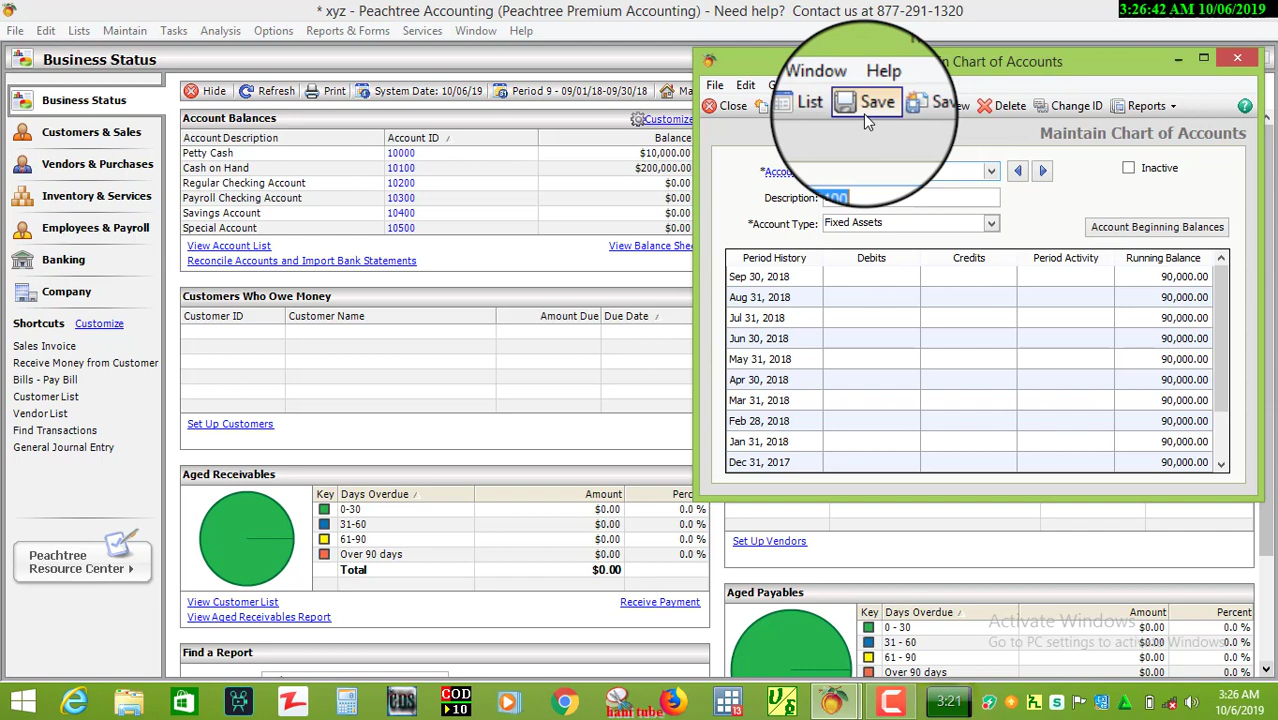 * xyz - Peachtree Accounting (Peachtree Premium Accounting) - Need help?  Contact us at 877-291-1320
3:26:42 AM 10/06/2019
File Edit Lists Maintain Tasks Analysis Options Reports & Forms Services Window Help
Business Status
Business Status
Customers & Sales
Vendors & Purchases
Inventory & Services
Employees & Payroll
Banking
Company
Shortcuts Customize
Sales Invoice
Receive Money from Customer
Bills - Pay Bill
Customer List
Vendor List
Find Transactions
General Journal Entry
Peachtree
Resource Center
Hide Refresh Print System Date: 10/06/19 Period 9 - 09/01/18-09/30/18
Account Balances Customize
Account Description Account ID Balance
Petty Cash 10000 $10,000.00
Cash on Hand 10100 $200,000.00
Regular Checking Account 10200 $0.00
Payroll Checking Account 10300 $0.00
Savings Account 10400 $0.00
Special Account 10500 $0.00
View Account List View Balance Shee
Reconcile Accounts and Import Bank Statements
Customers Who Owe Money
Customer ID Customer Name Amount Due Due Date
Set Up Customers
Aged Receivables
Key Days Overdue Amount Perc
0-30 $0.00 0.0 %
31-60 $0.00 0.0 %
61-90 $0.00 0.0 %
Over 90 days $0.00 0.0 %
Total $0.00
View Customer List Receive Payment
View Aged Receivables Report
Find a Report
in Chart of Accounts
File Edit
Window Help
Close List Save Sav ew Delete Change ID Reports
Maintain Chart of Accounts
*Accou
Inactive
Description: 100
*Account Type: Fixed Assets
Account Beginning Balances
Period History Debits Credits Period Activity Running Balance
Sep 30, 2018 90,000.00
Aug 31, 2018 90,000.00
Jul 31, 2018 90,000.00
Jun 30, 2018 90,000.00
May 31, 2018 90,000.00
Apr 30, 2018 90,000.00
Mar 31, 2018 90,000.00
Feb 28, 2018 90,000.00
Jan 31, 2018 90,000.00
Dec 31, 2017 90,000.00
Set Up Vendors
Aged Payables
Key Days Overdue Amount Percent
0 - 30 $0.00 0.0 %
31 - 60 $0.00 0.0 %
61 - 90 $0.00 0.0 %
Over 90 days $0.00 0.0 %
Activate Windows
Go to PC settings to activate Windows.
COD
10
hani tube
13
3:21
3:26 AM
10/6/2019